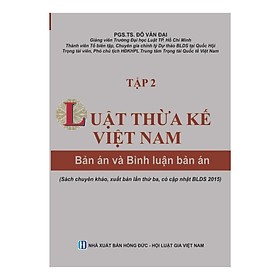 PGS.TS. ĐỖ VĂN ĐẠI
Giảng viên Trường Đại học Luật TP. Hồ Chí Minh
Thành viên Tổ biên tập, Chuyên gia chỉnh lý Dự thảo BLDS tại Quốc Hội
Trọng tài viên, Phó chủ tịch HĐKHPL Trung tâm Trọng tài Quốc tế Việt Nam
TẬP 2
LUẬT THỪA KẾ
VIỆT NAM
Bản án và Bình luận bản án
(Sách chuyên khảo, xuất bản lần thứ ba, có cập nhật BLDS 2015)
NHÀ XUẤT BẢN HỒNG ĐỨC - HỘI LUẬT GIA VIỆT NAM